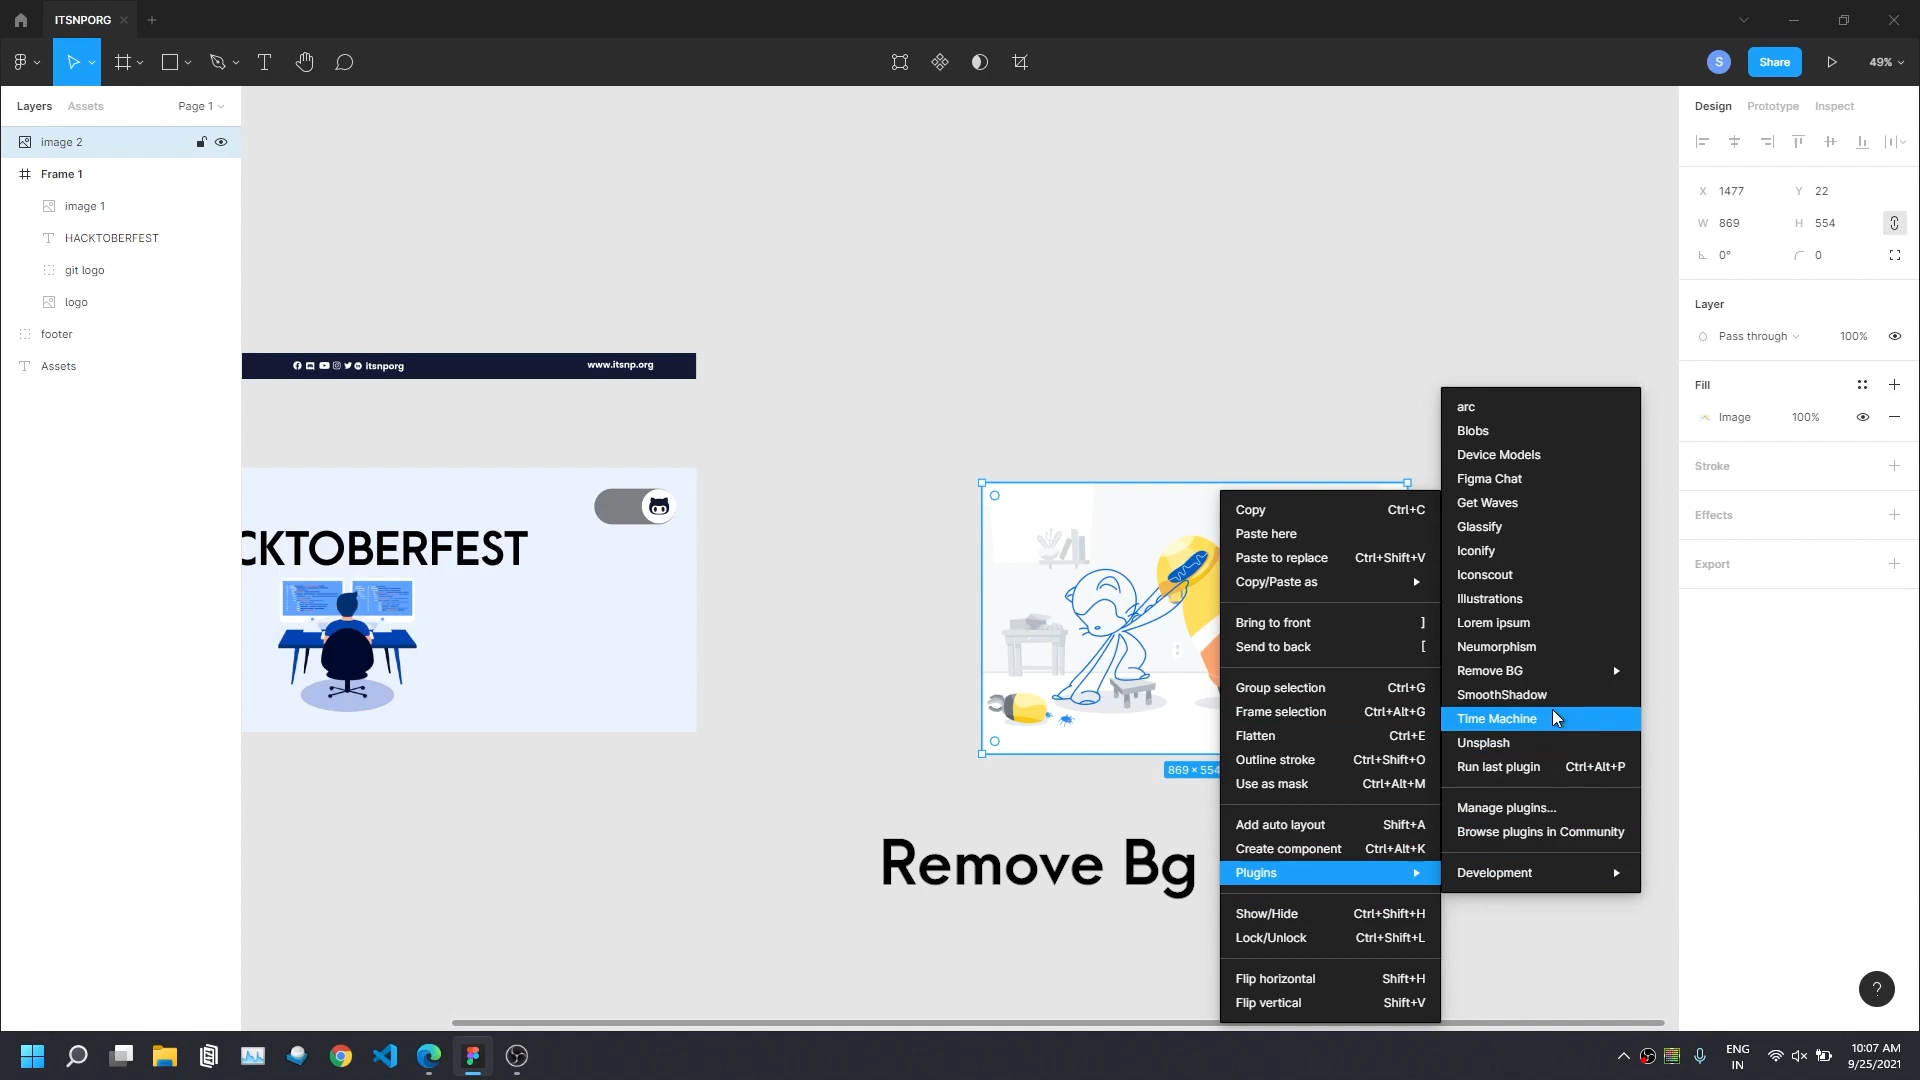 ITSNPORG
S
Share
49%
Layers
Assets
Page 1
Design
Prototype
Inspect
image 2
Frame 1
image 1
HACKTOBERFEST
git logo
logo
footer
Assets
X 1477
Y 22
W 869
H 554
0°
0
Layer
Pass through
100%
Fill
Image
100%
Stroke
Effects
Export
itsnporg
www.itsnp.org
CKTOBERFEST
869 × 554
Remove Bg
Copy Ctrl+C
Paste here
Paste to replace Ctrl+Shift+V
Copy/Paste as
Bring to front ]
Send to back [
Group selection Ctrl+G
Frame selection Ctrl+Alt+G
Flatten Ctrl+E
Outline stroke Ctrl+Shift+O
Use as mask Ctrl+Alt+M
Add auto layout Shift+A
Create component Ctrl+Alt+K
Plugins
Show/Hide Ctrl+Shift+H
Lock/Unlock Ctrl+Shift+L
Flip horizontal Shift+H
Flip vertical Shift+V
arc
Blobs
Device Models
Figma Chat
Get Waves
Glassify
Iconify
Iconscout
Illustrations
Lorem ipsum
Neumorphism
Remove BG
SmoothShadow
Time Machine
Unsplash
Run last plugin Ctrl+Alt+P
Manage plugins...
Browse plugins in Community
Development
?
ENG
IN
10:07 AM
9/25/2021